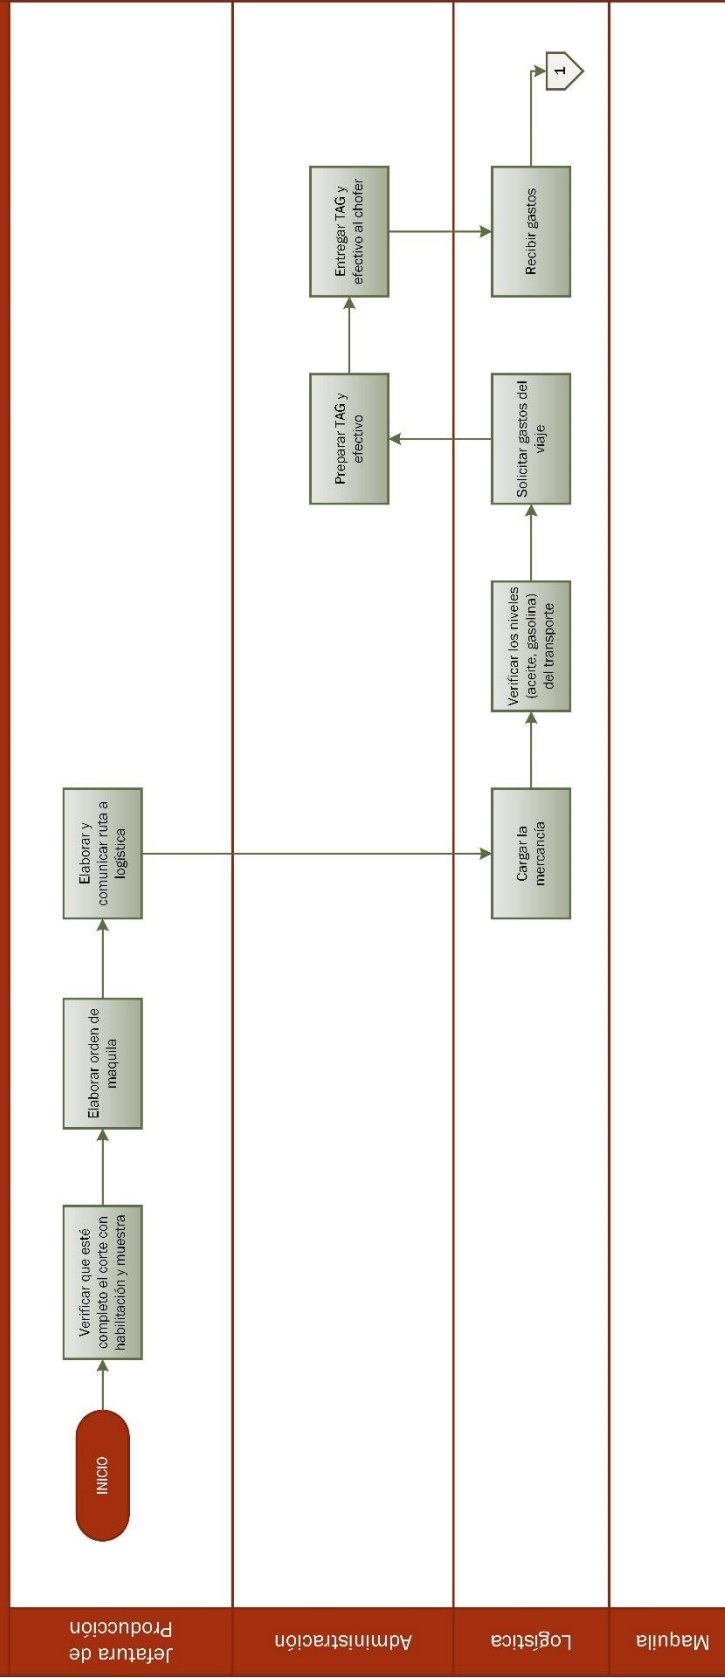 Jefatura de
Producción
INICIO
Verificar que esté
completo el corte con
habilitación y muestra
Elaborar orden de
maquila
Elaborar y
comunicar ruta a
logística
Administración
Preparar TAG y
efectivo
Entregar TAG y
efectivo al chofer
Logística
Cargar la
mercancía
Verificar los niveles
(aceite, gasolina)
del transporte
Solicitar gastos del
viaje
Recibir gastos
1
Maquila